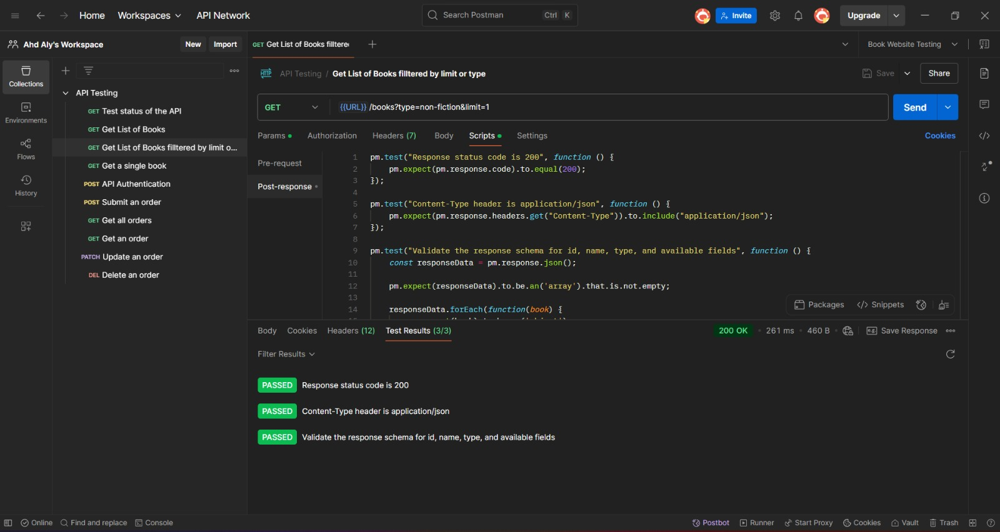 Home
Workspaces
API Network
Search Postman
Ctrl K
Invite
Upgrade
Ahd Aly's Workspace
New
Import
GET Get List of Books filltere
Book Website Testing
Collections
Environments
Flows
History
API Testing
GET Test status of the API
GET Get List of Books
GET Get List of Books filltered by limit o...
GET Get a single book
POST API Authentication
POST Submit an order
GET Get all orders
GET Get an order
PATCH Update an order
DEL Delete an order
HTTP API Testing / Get List of Books filltered by limit or type
Save
Share
GET
{{URL}} /books?type=non-fiction&limit=1
Send
Params
Authorization
Headers (7)
Body
Scripts
Settings
Cookies
Pre-request
Post-response
1 pm.test("Response status code is 200", function () {
2 pm.expect(pm.response.code).to.equal(200);
3 });
4
5 pm.test("Content-Type header is application/json", function () {
6 pm.expect(pm.response.headers.get("Content-Type")).to.include("application/json");
7 });
8
9 pm.test("Validate the response schema for id, name, type, and available fields", function () {
10 const responseData = pm.response.json();
11
12 pm.expect(responseData).to.be.an('array').that.is.not.empty;
13
14 responseData.forEach(function(book) {
Packages
</> Snippets
Body
Cookies
Headers (12)
Test Results (3/3)
200 OK
261 ms
460 B
e.g. Save Response
Filter Results
PASSED Response status code is 200
PASSED Content-Type header is application/json
PASSED Validate the response schema for id, name, type, and available fields
Online
Find and replace
Console
Postbot
Runner
Start Proxy
Cookies
Vault
Trash